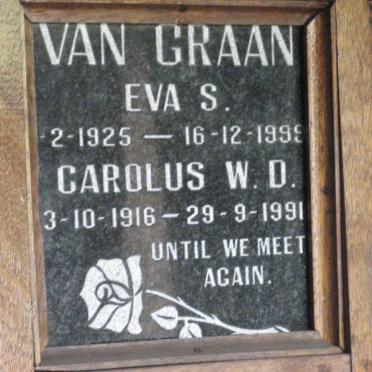 VAN GRAAN
EVA S.
-2-1925 — 16-12-1999
CAROLUS W. D.
3-10-1916 — 29-9-1991
UNTIL WE MEET
AGAIN.